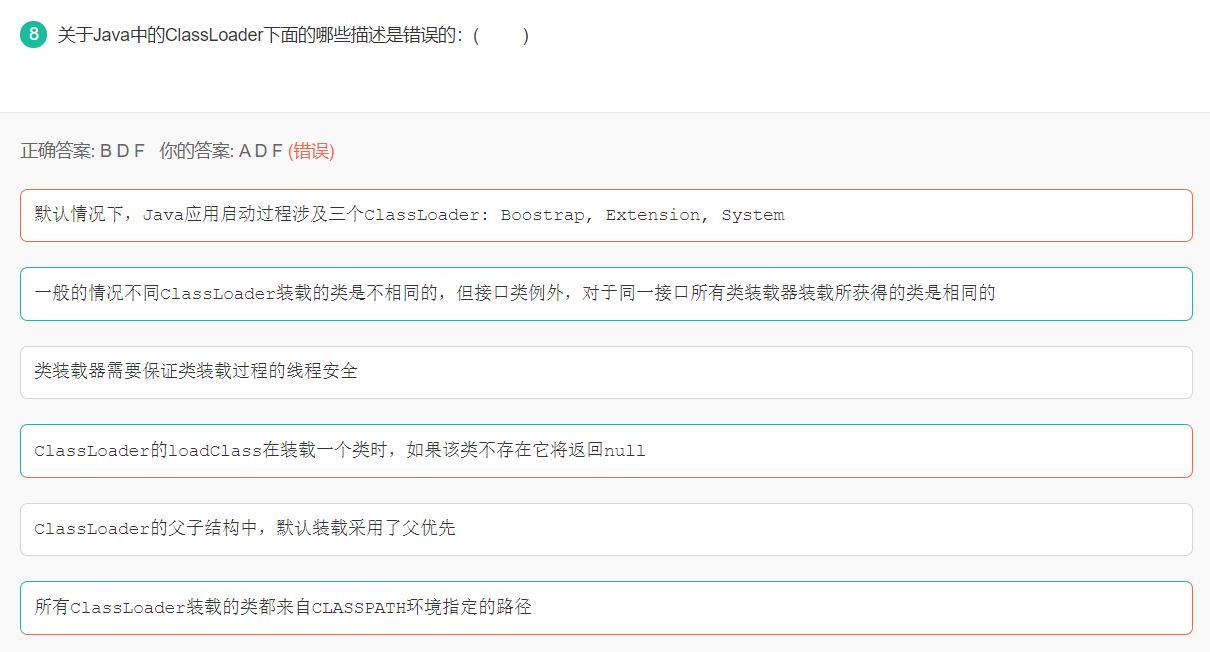 8 关于Java中的ClassLoader下面的哪些描述是错误的：( )
正确答案: B D F 你的答案: A D F (错误)
默认情况下，Java应用启动过程涉及三个ClassLoader: Boostrap, Extension, System
一般的情况不同ClassLoader装载的类是不相同的，但接口类例外，对于同一接口所有类装载器装载所获得的类是相同的
类装载器需要保证类装载过程的线程安全
ClassLoader的loadClass在装载一个类时，如果该类不存在它将返回null
ClassLoader的父子结构中，默认装载采用了父优先
所有ClassLoader装载的类都来自CLASSPATH环境指定的路径